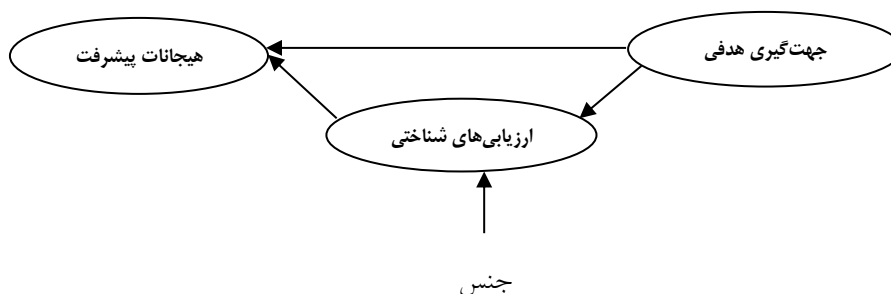 جهت‌گیری هدفی
هیجانات پیشرفت
ارزیابی‌های شناختی
جنس